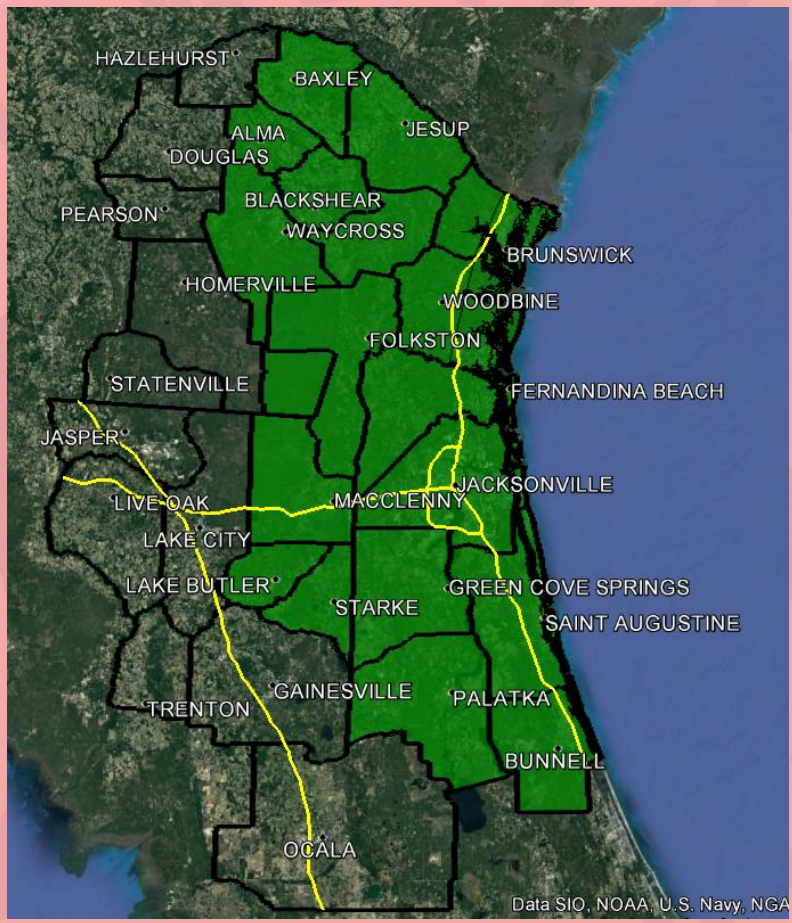 HAZLEHURST
BAXLEY
JESUP
ALMA
DOUGLAS
BLACKSHEAR
PEARSON
WAYCROSS
BRUNSWICK
HOMERVILLE
WOODBINE
FOLKSTON
STATENVILLE
FERNANDINA BEACH
JASPER
JACKSONVILLE
LIVE OAK
MACCLENNY
LAKE CITY
LAKE BUTLER
GREEN COVE SPRINGS
STARKE
SAINT AUGUSTINE
GAINESVILLE
PALATKA
TRENTON
BUNNELL
OCALA
Data SIO, NOAA, U.S. Navy, NGA